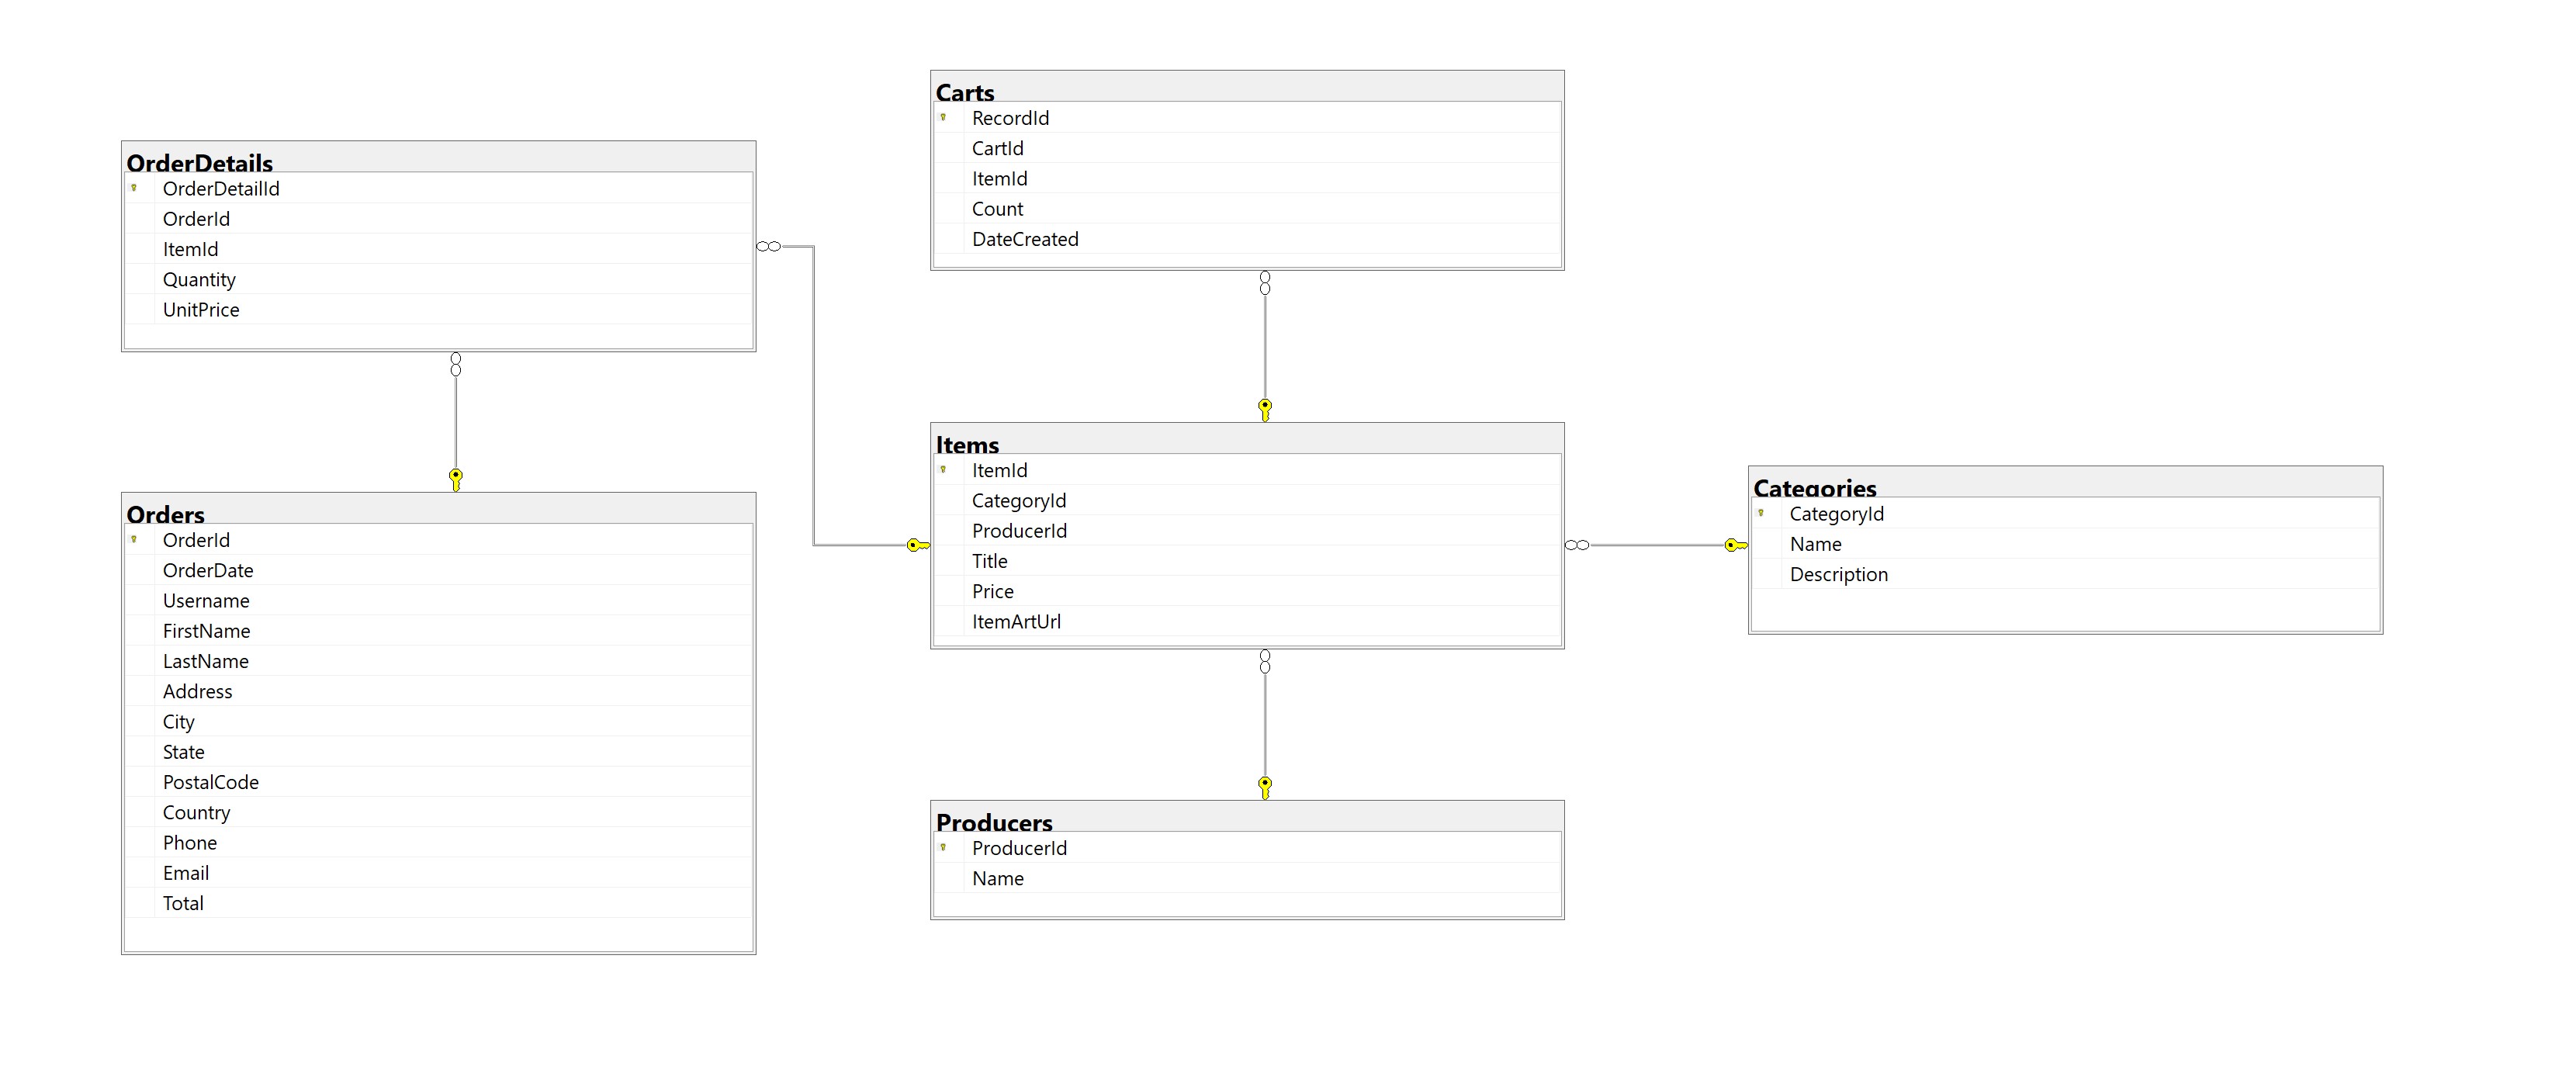 OrderDetails
OrderDetailId
OrderId
ItemId
Quantity
UnitPrice
Orders
OrderId
OrderDate
Username
FirstName
LastName
Address
City
State
PostalCode
Country
Phone
Email
Total
Carts
RecordId
CartId
ItemId
Count
DateCreated
Items
ItemId
CategoryId
ProducerId
Title
Price
ItemArtUrl
Producers
ProducerId
Name
Categories
CategoryId
Name
Description